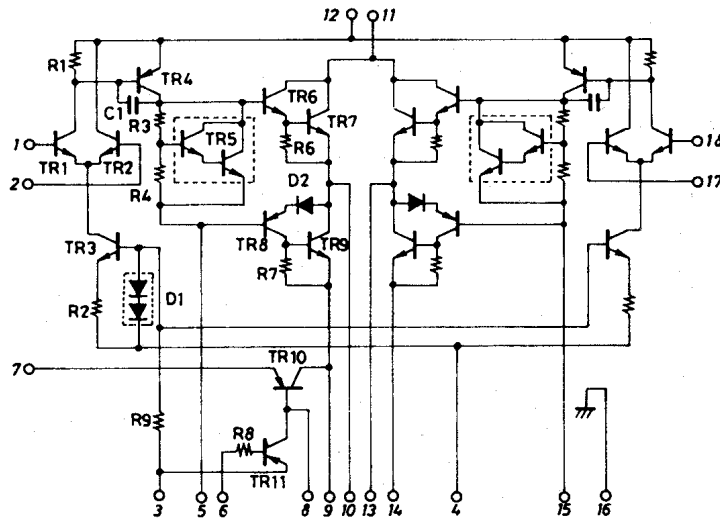 12 11
R1 TR4
C1 TR6
R3 TR5 TR7
1 R6 18
TR1 TR2
2 R4 D2 17
TR8 TR9
TR3 R7
D1
R2
7 TR10
R9 R8
TR11
3 5 6 8 9 10 13 14 4 15 16